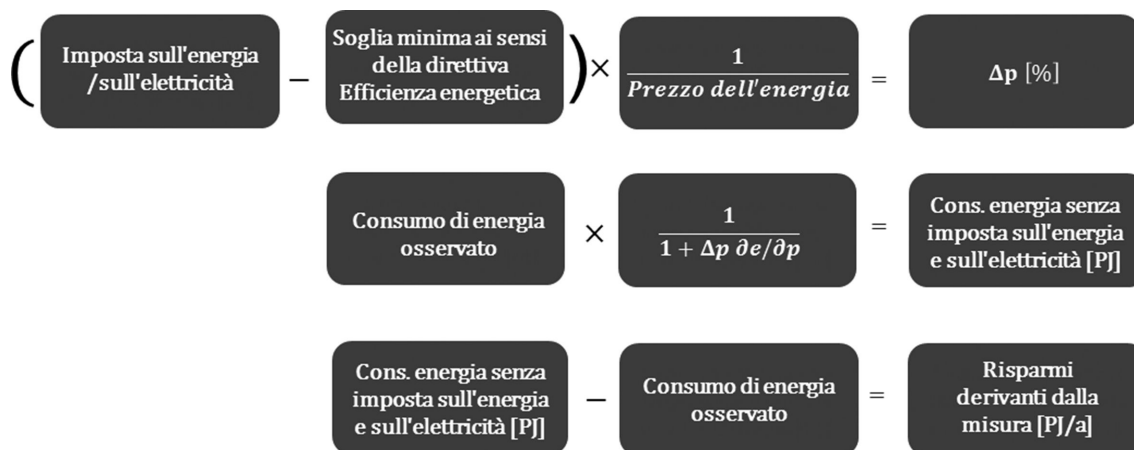 ( Imposta sull'energia /sull'elettricità − Soglia minima ai sensi della direttiva Efficienza energetica ) × 1 / Prezzo dell'energia = Δp [%]
Consumo di energia osservato × 1 / 1 + Δp ∂e/∂p = Cons. energia senza imposta sull'energia e sull'elettricità [PJ]
Cons. energia senza imposta sull'energia e sull'elettricità [PJ] − Consumo di energia osservato = Risparmi derivanti dalla misura [PJ/a]